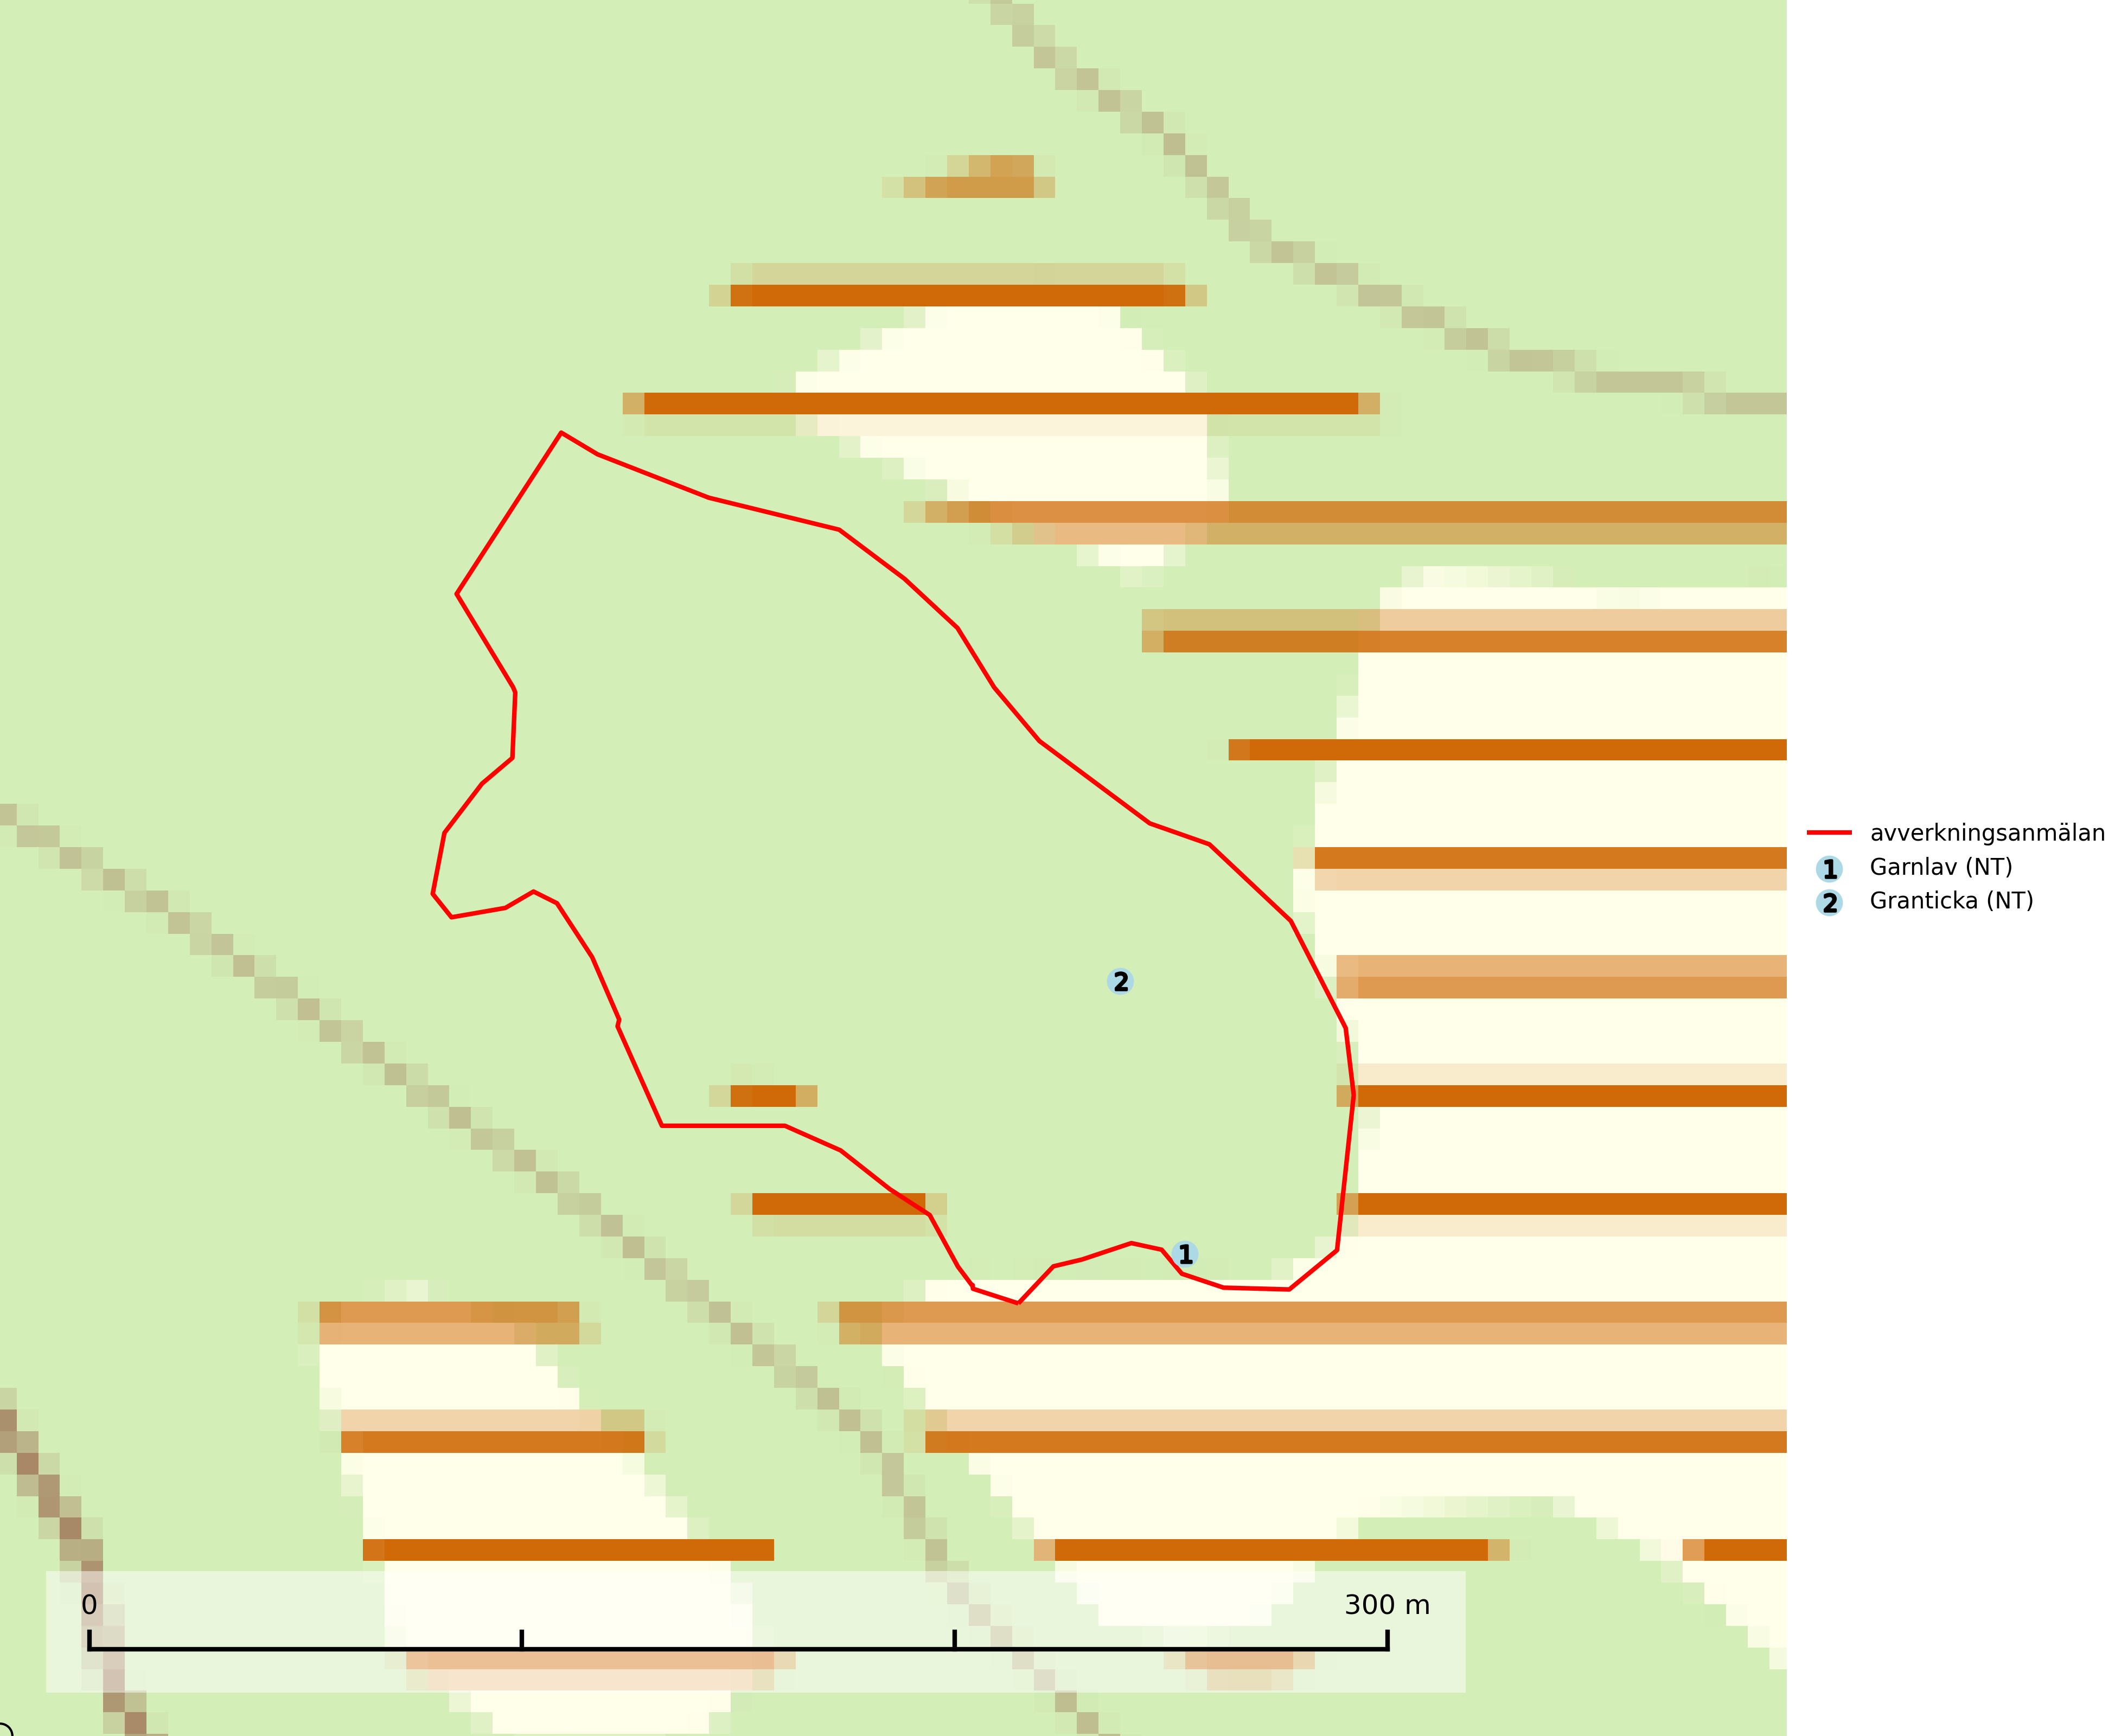 2
1
avverkningsanmälan
1 Garnlav (NT)
2 Granticka (NT)
0 300 m